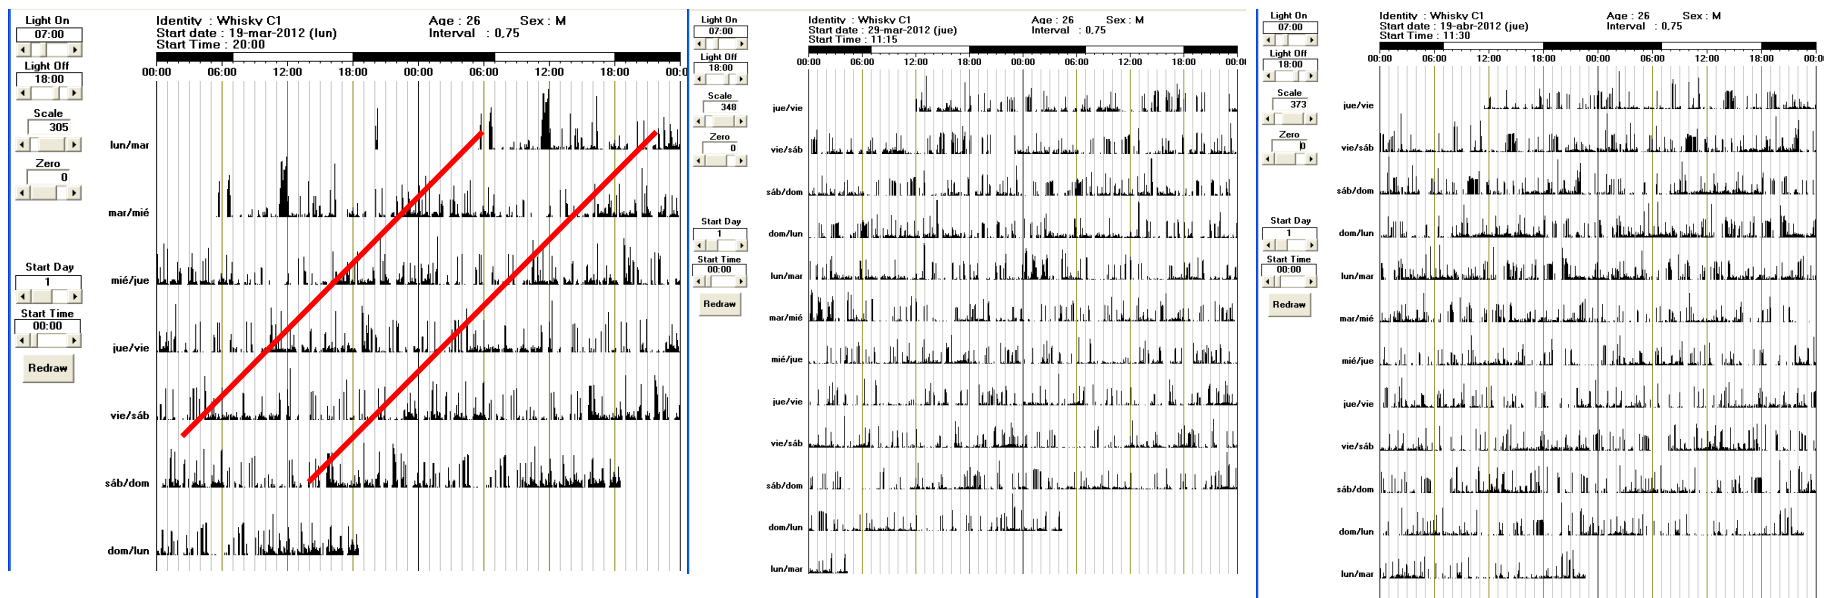 Light On
07:00
Light Off
18:00
Scale
305
Zero
0
Start Day
1
Start Time
00:00
Redraw
Identity : Whisky C1 Age : 26 Sex : M
Start date : 19-mar-2012 (lun) Interval : 0,75
Start Time : 20:00
00:00 06:00 12:00 18:00 00:00 06:00 12:00 18:00 00:0
lun/mar
mar/mié
mié/jue
jue/vie
vie/sáb
sáb/dom
dom/lun
Light On
07:00
Light Off
18:00
Scale
348
Zero
0
Start Day
1
Start Time
00:00
Redraw
Identity : Whisky C1 Age : 26 Sex : M
Start date : 29-mar-2012 (jue) Interval : 0,75
Start Time : 11:15
00:00 06:00 12:00 18:00 00:00 06:00 12:00 18:00 00:0
jue/vie
vie/sáb
sáb/dom
dom/lun
lun/mar
mar/mié
mié/jue
jue/vie
vie/sáb
sáb/dom
dom/lun
lun/mar
Light On
07:00
Light Off
18:00
Scale
373
Zero
0
Start Day
1
Start Time
00:00
Redraw
Identity : Whisky C1 Age : 26 Sex : M
Start date : 19-abr-2012 (jue) Interval : 0,75
Start Time : 11:30
00:00 06:00 12:00 18:00 00:00 06:00 12:00 18:00 00:0
jue/vie
vie/sáb
sáb/dom
dom/lun
lun/mar
mar/mié
mié/jue
jue/vie
vie/sáb
sáb/dom
dom/lun
lun/mar